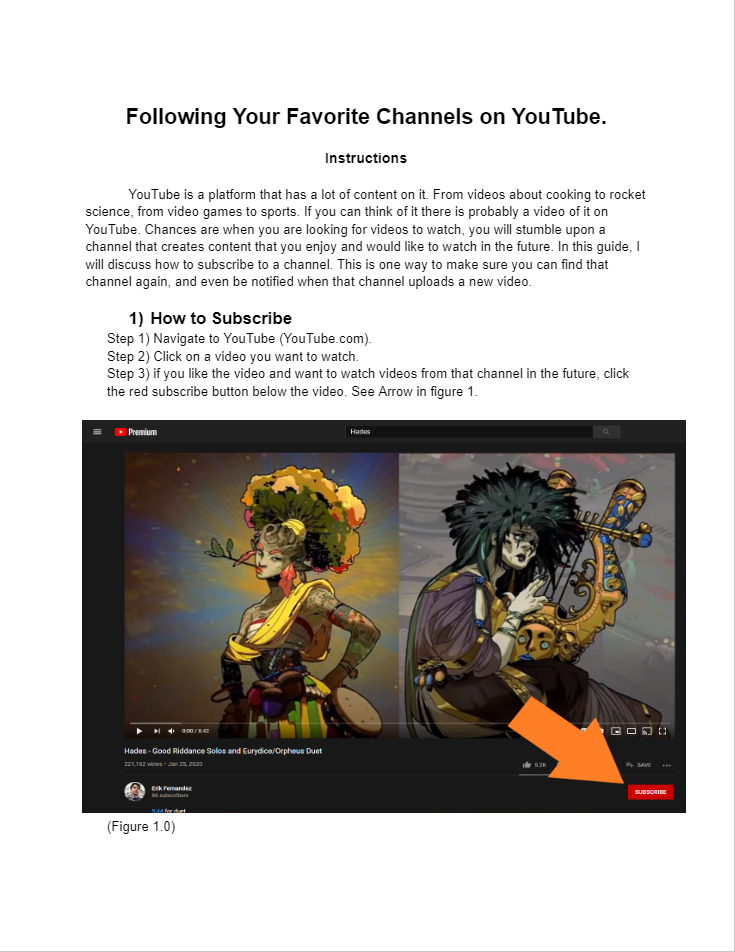 Following Your Favorite Channels on YouTube.
Instructions
YouTube is a platform that has a lot of content on it. From videos about cooking to rocket
science, from video games to sports. If you can think of it there is probably a video of it on
YouTube. Chances are when you are looking for videos to watch, you will stumble upon a
channel that creates content that you enjoy and would like to watch in the future. In this guide, I
will discuss how to subscribe to a channel. This is one way to make sure you can find that
channel again, and even be notified when that channel uploads a new video.
1) How to Subscribe
Step 1) Navigate to YouTube (YouTube.com).
Step 2) Click on a video you want to watch.
Step 3) if you like the video and want to watch videos from that channel in the future, click
the red subscribe button below the video. See Arrow in figure 1.
Premium
Hades
0:00 / 8:42
Hades - Good Riddance Solos and Eurydice/Orpheus Duet
221,162 views • Jan 25, 2020
5.2K
SAVE
Erik Fernandez
88 subscribers
SUBSCRIBE
for duet
(Figure 1.0)